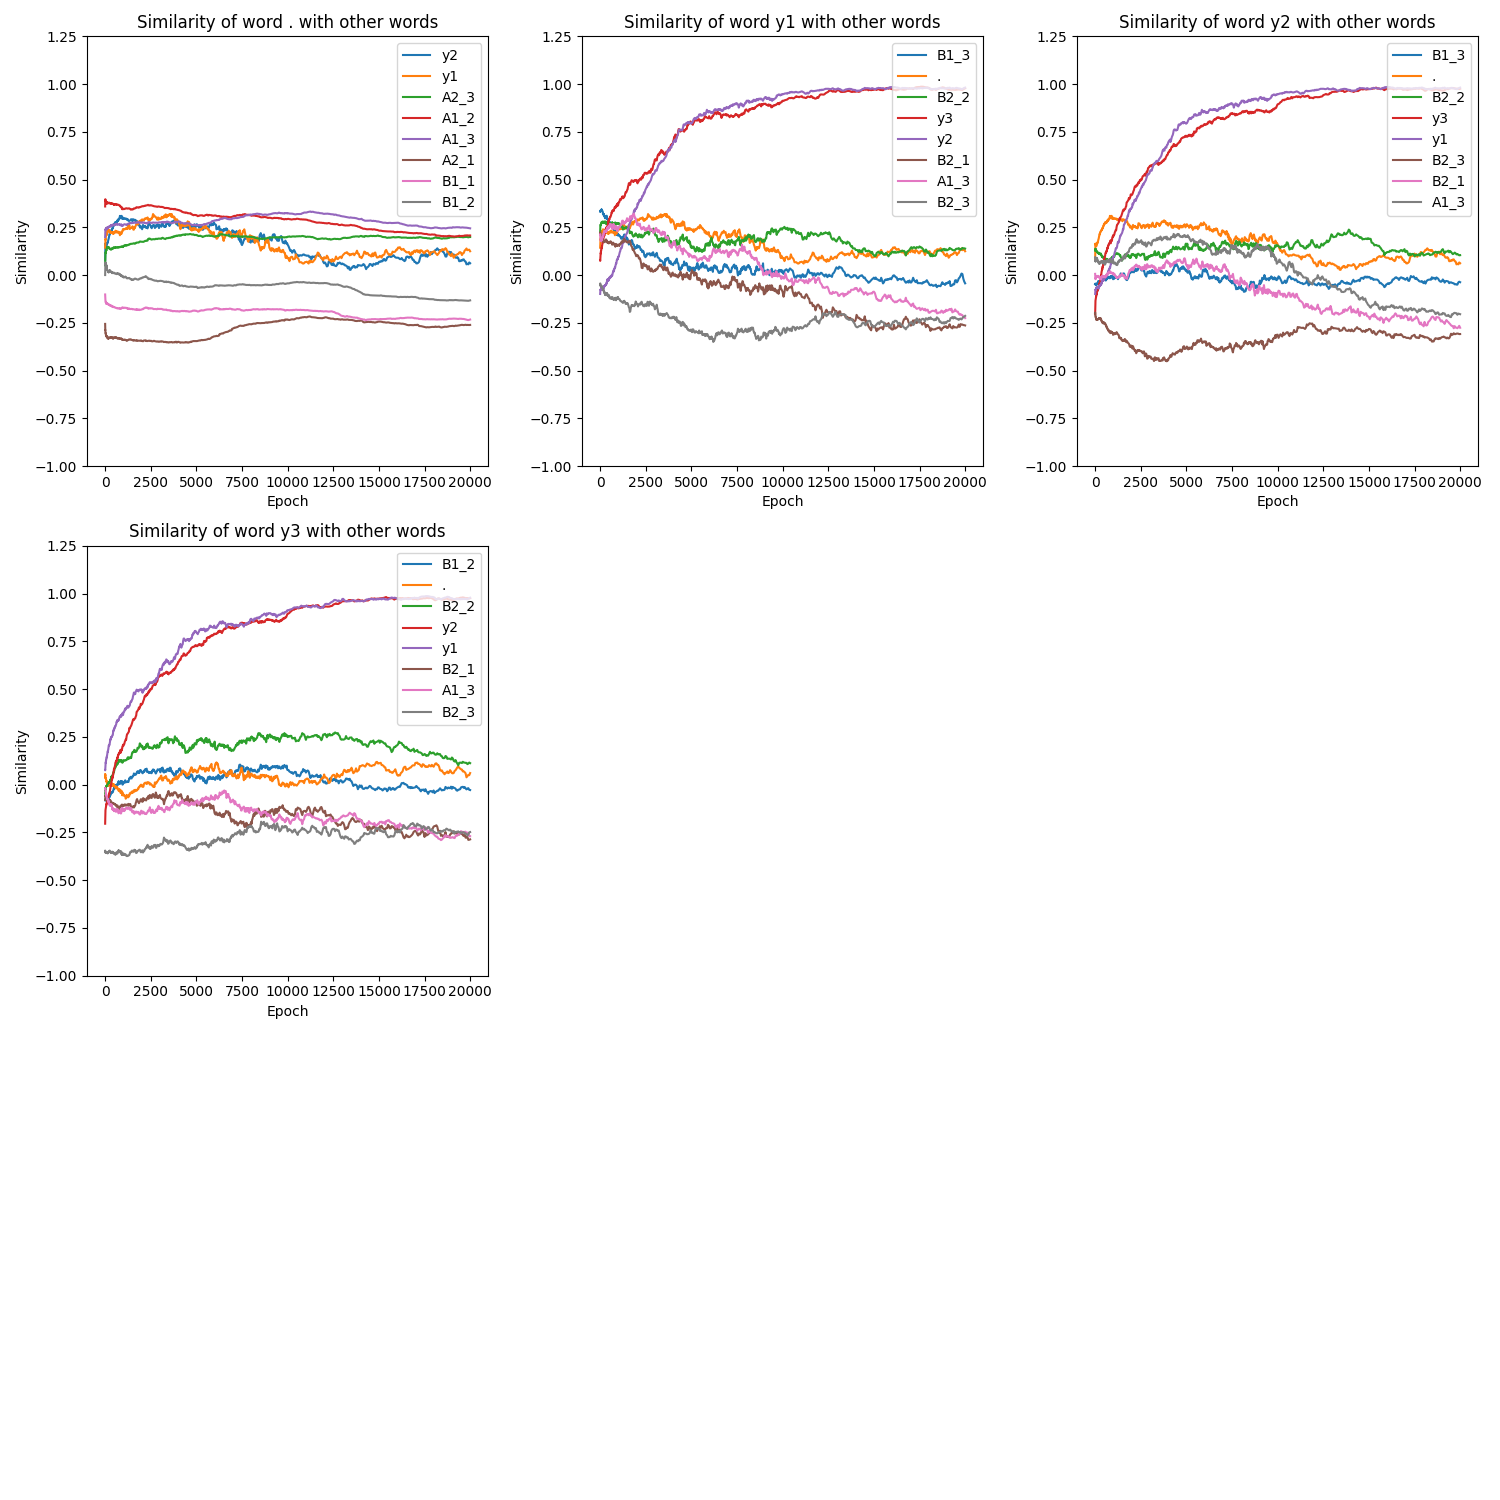 Similarity of word . with other words
1.25
1.00
0.75
0.50
0.25
0.00
−0.25
−0.50
−0.75
−1.00
Similarity
0 2500 5000 7500 10000 12500 15000 17500 20000
Epoch
y2
y1
A2_3
A1_2
A1_3
A2_1
B1_1
B1_2
Similarity of word y1 with other words
1.25
1.00
0.75
0.50
0.25
0.00
−0.25
−0.50
−0.75
−1.00
Similarity
0 2500 5000 7500 10000 12500 15000 17500 20000
Epoch
B1_3
.
B2_2
y3
y2
B2_1
A1_3
B2_3
Similarity of word y2 with other words
1.25
1.00
0.75
0.50
0.25
0.00
−0.25
−0.50
−0.75
−1.00
Similarity
0 2500 5000 7500 10000 12500 15000 17500 20000
Epoch
B1_3
.
B2_2
y3
y1
B2_3
B2_1
A1_3
Similarity of word y3 with other words
1.25
1.00
0.75
0.50
0.25
0.00
−0.25
−0.50
−0.75
−1.00
Similarity
0 2500 5000 7500 10000 12500 15000 17500 20000
Epoch
B1_2
.
B2_2
y2
y1
B2_1
A1_3
B2_3